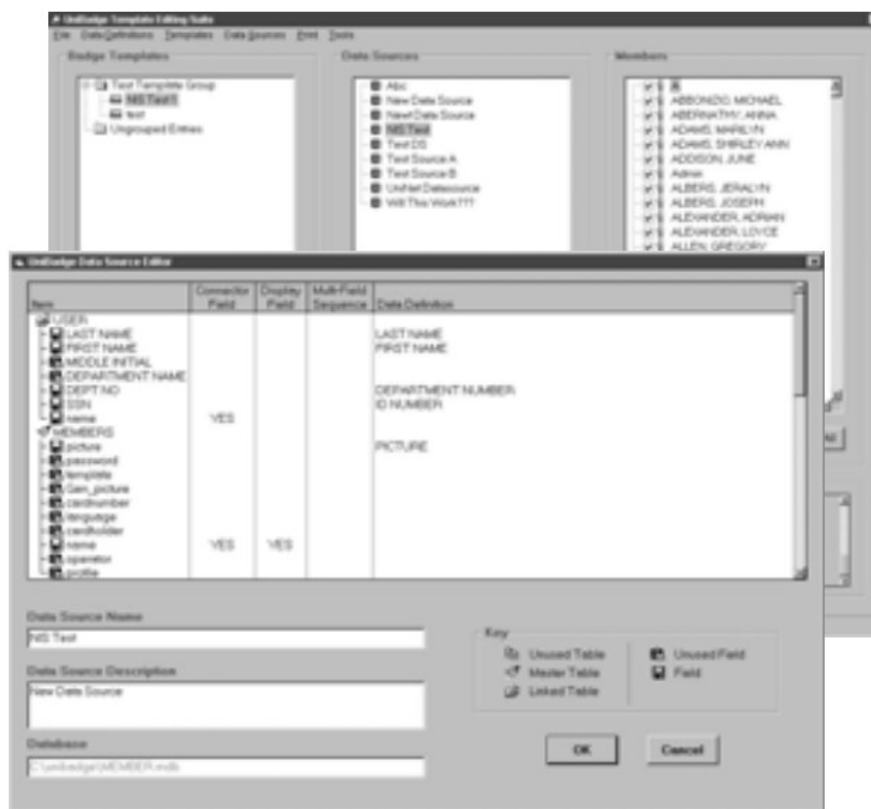 UniBadge Template Editing Suite
File Data Definitions Templates Data Sources Print Tools
Badge Templates
Test Template Group
NIS Test1
test
Ungrouped Entries
Data Sources
Abc
New Data Source
Newt Data Source
NIS Test
Test DS
Test Source A
Test Source B
UniNet Datasource
Will This Work???
Members
A
ABBONIZIO, MICHAEL
ABERNATHY, ANNA
ADAMS, MARILYN
ADAMS, SHIRLEY ANN
ADDISON, JUNE
Admin
ALBERS, JERALYN
ALBERS, JOSEPH
ALEXANDER, ADRIAN
ALEXANDER, LOYCE
ALLEN, GREGORY
UniBadge Data Source Editor
Item Connector Field Display Field Multi-Field Sequence Data Definition
USER
LAST NAME LAST NAME
FIRST NAME FIRST NAME
MIDDLE INITIAL
DEPARTMENT NAME
DEPT NO DEPARTMENT NUMBER
SSN ID NUMBER
name YES
MEMBERS
picture PICTURE
password
template
Gen_picture
cardnumber
language
cardholder
name YES YES
operator
profile
Data Source Name
NIS Test
Data Source Description
New Data Source
Database
C:\unibadge\MEMBER.mdb
Key
Unused Table Unused Field
Master Table Field
Linked Table
OK Cancel